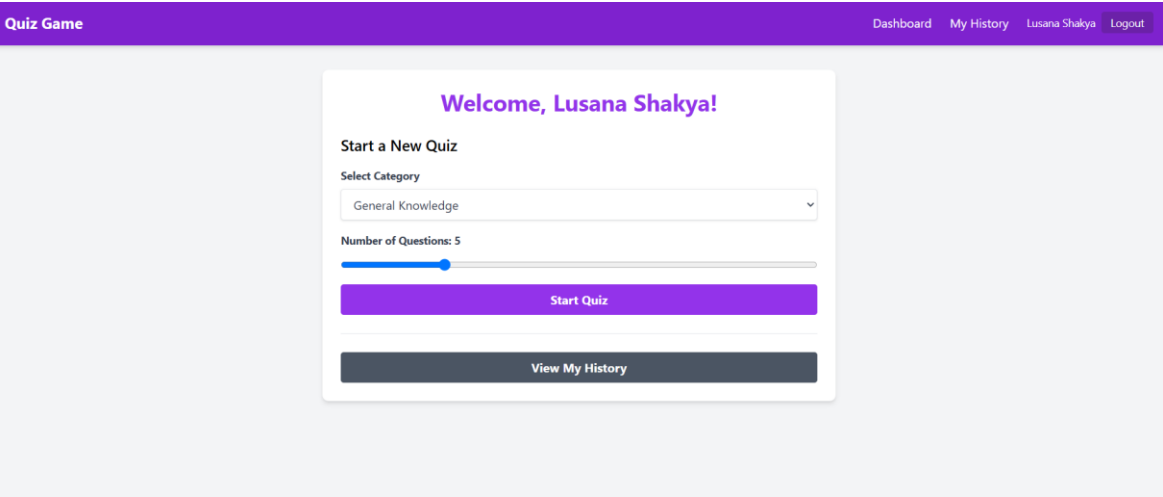 Quiz Game
Dashboard My History Lusana Shakya Logout
Welcome, Lusana Shakya!
Start a New Quiz
Select Category
General Knowledge
Number of Questions: 5
Start Quiz
View My History